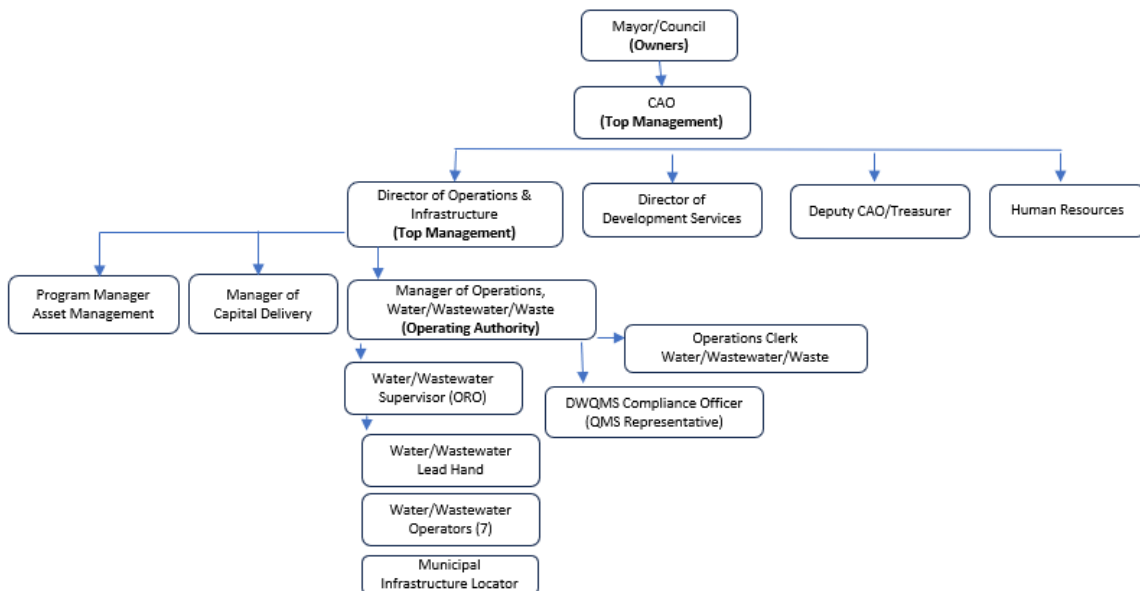 Mayor/Council
(Owners)
CAO
(Top Management)
Director of Operations &
Infrastructure
(Top Management)
Director of
Development Services
Deputy CAO/Treasurer
Human Resources
Program Manager
Asset Management
Manager of
Capital Delivery
Manager of Operations,
Water/Wastewater/Waste
(Operating Authority)
Operations Clerk
Water/Wastewater/Waste
Water/Wastewater
Supervisor (ORO)
DWQMS Compliance Officer
(QMS Representative)
Water/Wastewater
Lead Hand
Water/Wastewater
Operators (7)
Municipal
Infrastructure Locator